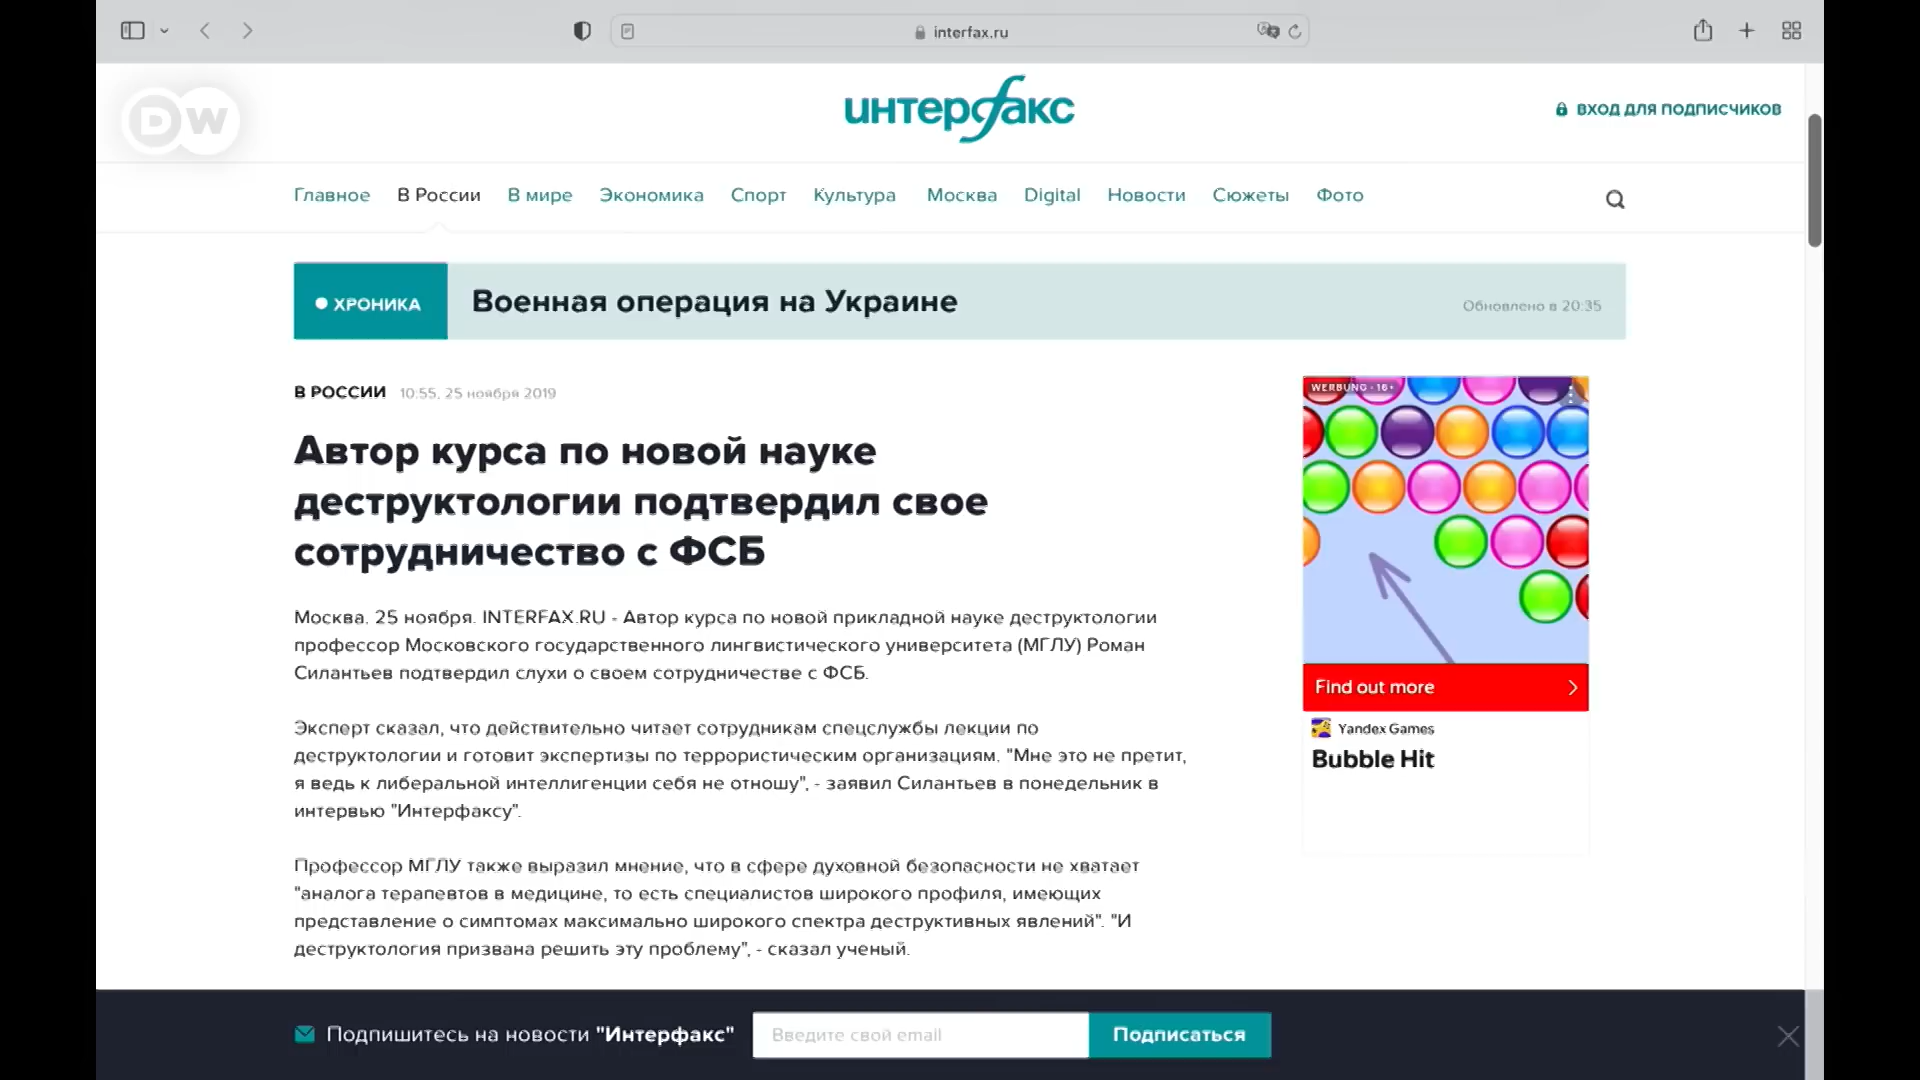 interfax.ru
DW
интерфакс
ВХОД ДЛЯ ПОДПИСЧИКОВ
Главное В России В мире Экономика Спорт Культура Москва Digital Новости Сюжеты Фото
ХРОНИКА Военная операция на Украине Обновлено в 20:35
В РОССИИ 10:55, 25 ноября 2019
Автор курса по новой науке
деструктологии подтвердил свое
сотрудничество с ФСБ
Москва. 25 ноября. INTERFAX.RU - Автор курса по новой прикладной науке деструктологии
профессор Московского государственного лингвистического университета (МГЛУ) Роман
Силантьев подтвердил слухи о своем сотрудничестве с ФСБ.
Эксперт сказал, что действительно читает сотрудникам спецслужбы лекции по
деструктологии и готовит экспертизы по террористическим организациям. "Мне это не претит,
я ведь к либеральной интеллигенции себя не отношу", - заявил Силантьев в понедельник в
интервью "Интерфаксу".
Профессор МГЛУ также выразил мнение, что в сфере духовной безопасности не хватает
"аналога терапевтов в медицине, то есть специалистов широкого профиля, имеющих
представление о симптомах максимально широкого спектра деструктивных явлений". "И
деструктология призвана решить эту проблему", - сказал ученый.
WERBUNG • 16+
Find out more
Yandex Games
Bubble Hit
Подпишитесь на новости "Интерфакс" Введите свой email Подписаться